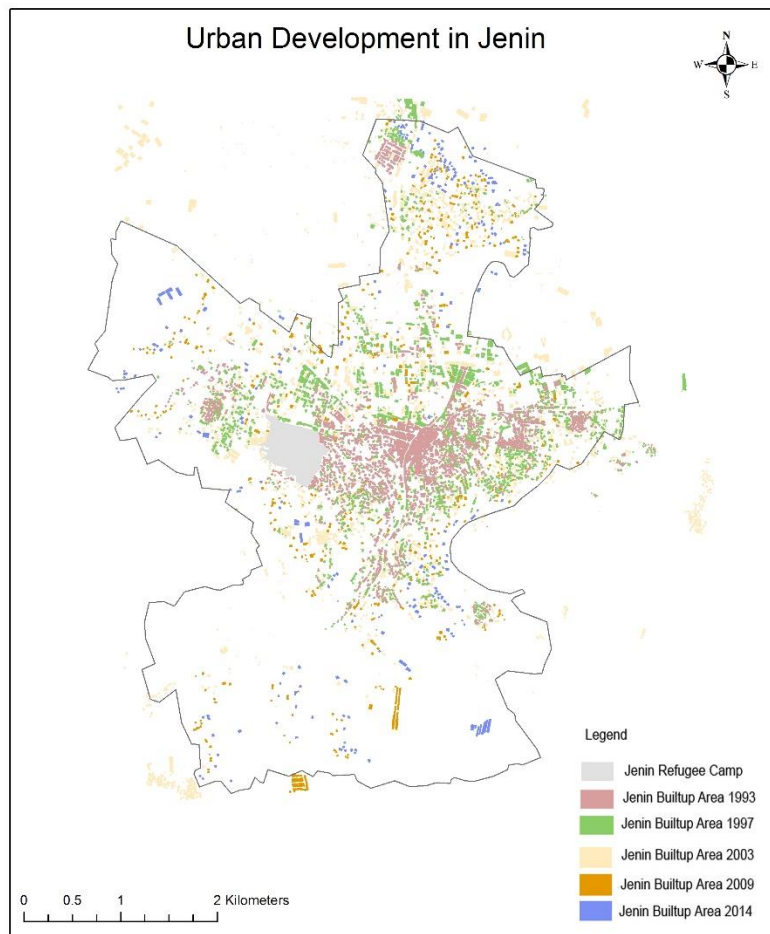 Urban Development in Jenin
N
W E
S
Legend
Jenin Refugee Camp
Jenin Builtup Area 1993
Jenin Builtup Area 1997
Jenin Builtup Area 2003
Jenin Builtup Area 2009
Jenin Builtup Area 2014
0 0.5 1 2 Kilometers